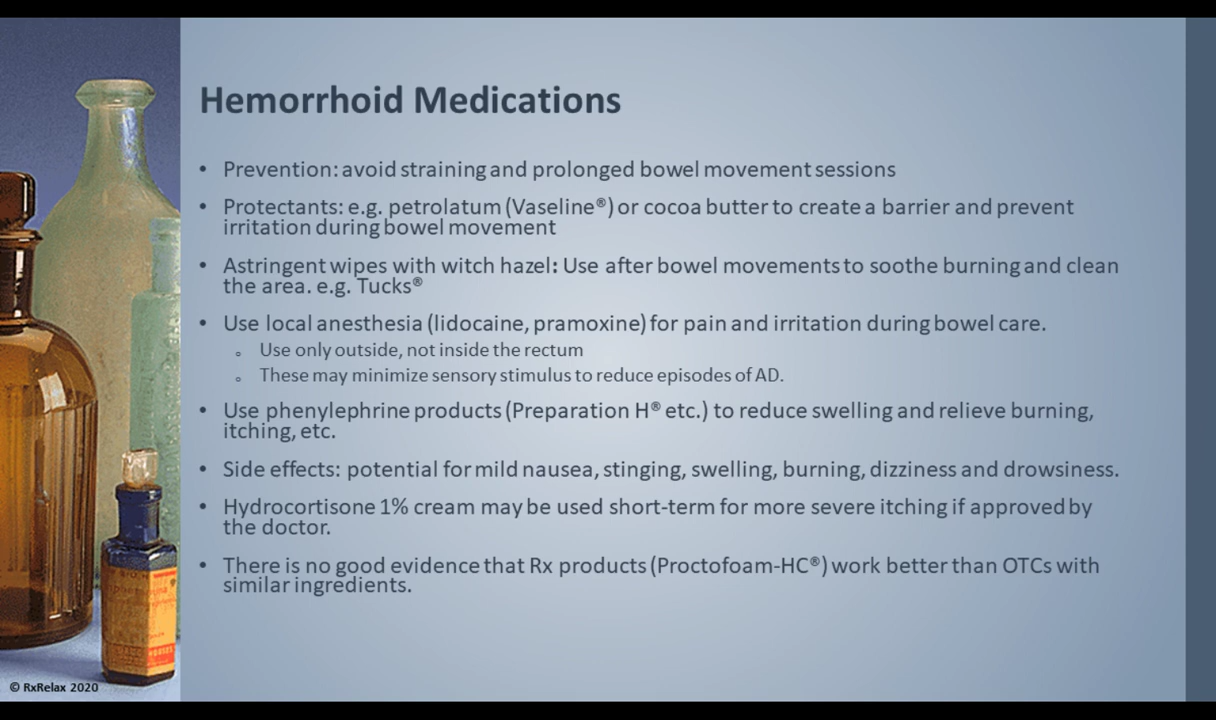 Hemorrhoid Medications
• Prevention: avoid straining and prolonged bowel movement sessions
• Protectants: e.g. petrolatum (Vaseline®) or cocoa butter to create a barrier and prevent
irritation during bowel movement
• Astringent wipes with witch hazel: Use after bowel movements to soothe burning and clean
the area. e.g. Tucks®
• Use local anesthesia (lidocaine, pramoxine) for pain and irritation during bowel care.
◦ Use only outside, not inside the rectum
◦ These may minimize sensory stimulus to reduce episodes of AD.
• Use phenylephrine products (Preparation H® etc.) to reduce swelling and relieve burning,
itching, etc.
• Side effects: potential for mild nausea, stinging, swelling, burning, dizziness and drowsiness.
• Hydrocortisone 1% cream may be used short-term for more severe itching if approved by
the doctor.
• There is no good evidence that Rx products (Proctofoam-HC®) work better than OTCs with
similar ingredients.
© RxRelax 2020